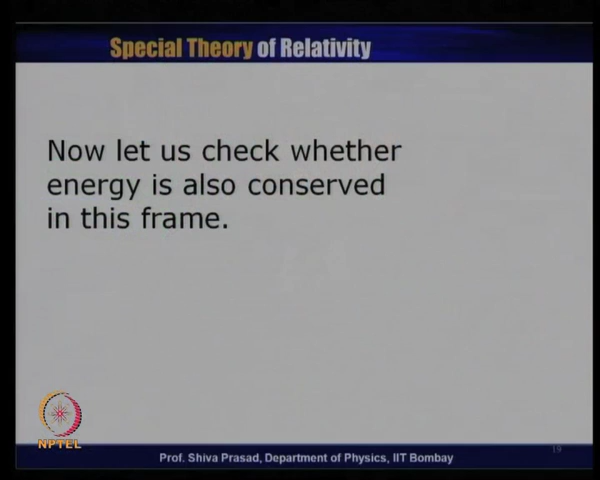 Special Theory of Relativity
Now let us check whether
energy is also conserved
in this frame.
NPTEL
Prof. Shiva Prasad, Department of Physics, IIT Bombay
19